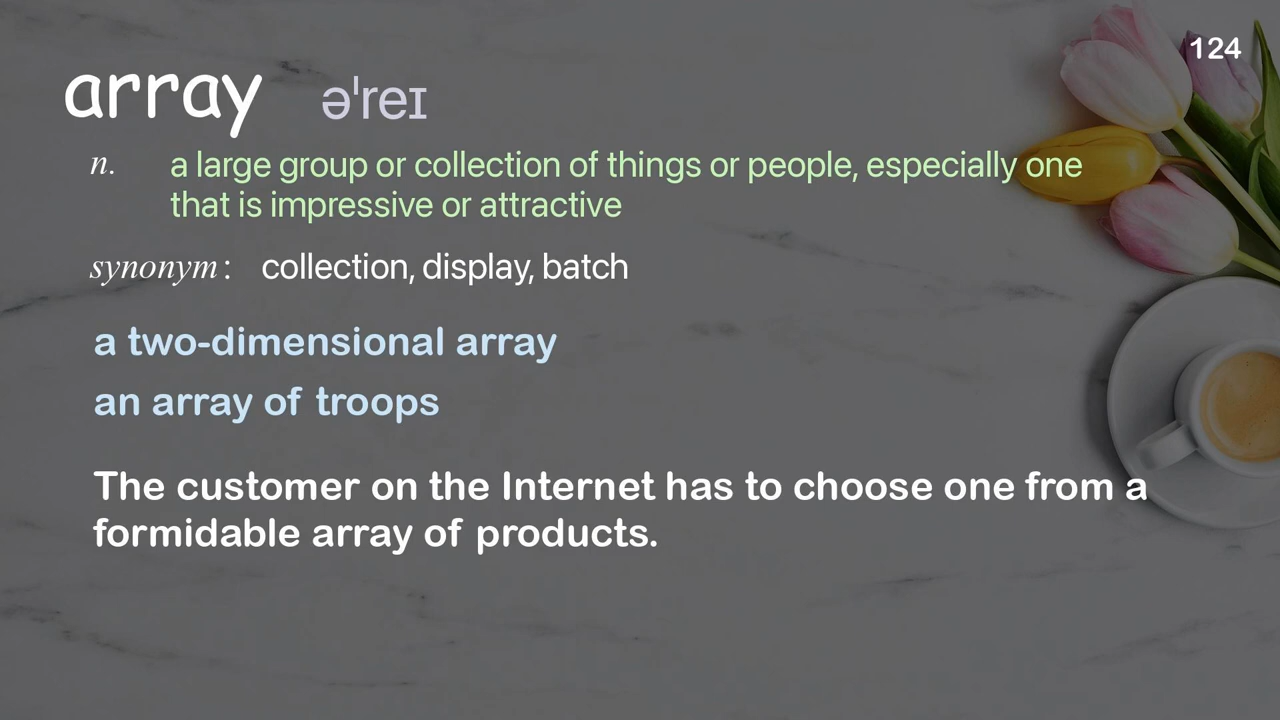 124
array əˈreɪ
n. a large group or collection of things or people, especially one
that is impressive or attractive
synonym: collection, display, batch
a two-dimensional array
an array of troops
The customer on the Internet has to choose one from a
formidable array of products.